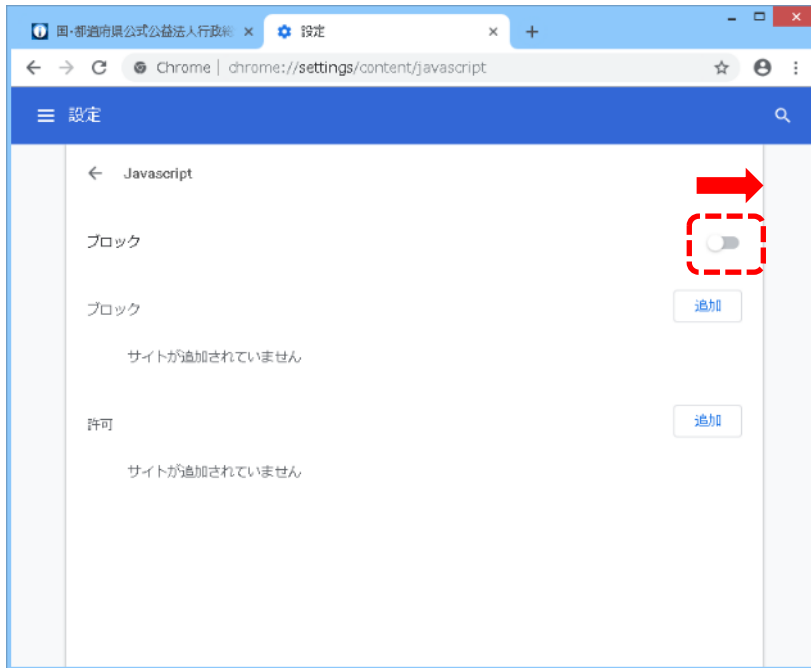 国・都道府県公式公益法人行政総
設定
Chrome | chrome://settings/content/javascript
設定
Javascript
ブロック
ブロック
追加
サイトが追加されていません
許可
追加
サイトが追加されていません